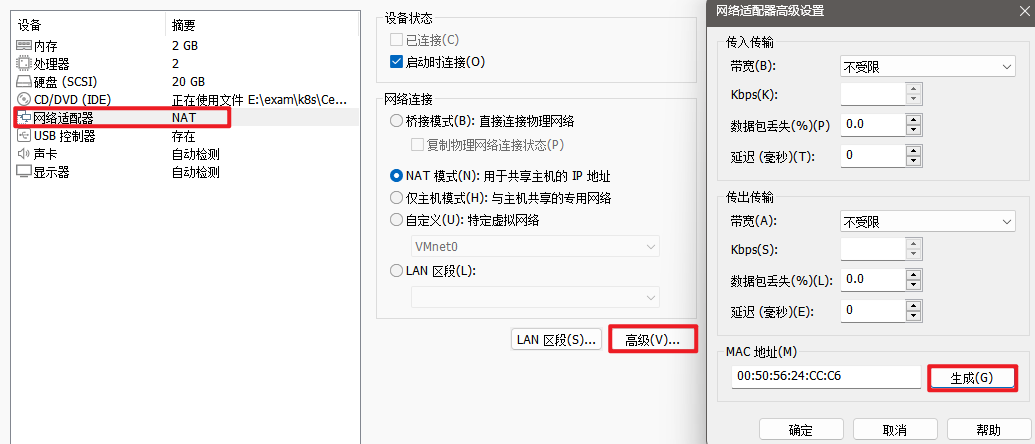 设备 摘要
内存 2 GB
处理器 2
硬盘 (SCSI) 20 GB
CD/DVD (IDE) 正在使用文件 E:\exam\k8s\Ce...
网络适配器 NAT
USB 控制器 存在
声卡 自动检测
显示器 自动检测
设备状态
已连接(C)
启动时连接(O)
网络连接
桥接模式(B): 直接连接物理网络
复制物理网络连接状态(P)
NAT 模式(N): 用于共享主机的 IP 地址
仅主机模式(H): 与主机共享的专用网络
自定义(U): 特定虚拟网络
VMnet0
LAN 区段(L):
LAN 区段(S)... 高级(V)...
网络适配器高级设置
传入传输
带宽(B): 不受限
Kbps(K):
数据包丢失(%)(P) 0.0
延迟 (毫秒)(T): 0
传出传输
带宽(A): 不受限
Kbps(S):
数据包丢失(%)(L): 0.0
延迟 (毫秒)(E): 0
MAC 地址(M)
00:50:56:24:CC:C6 生成(G)
确定 取消 帮助